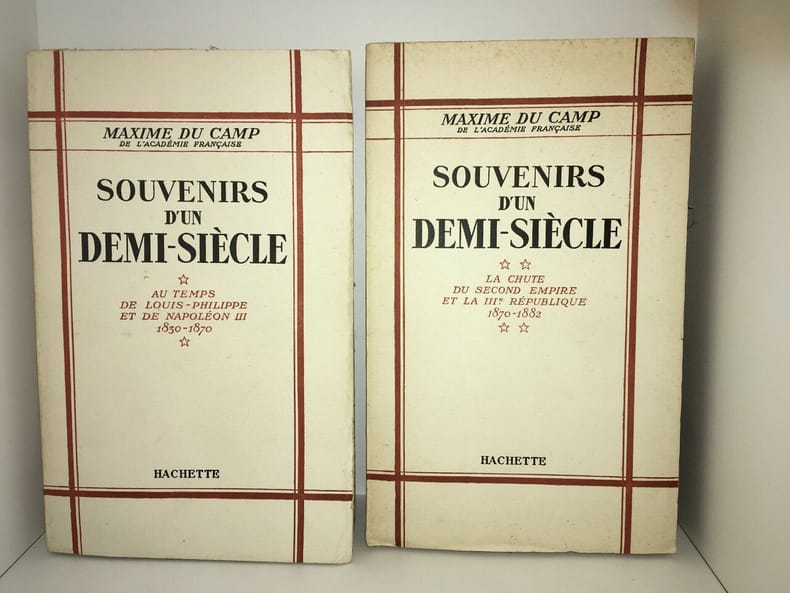 MAXIME DU CAMP
DE L'ACADÉMIE FRANÇAISE
SOUVENIRS
D'UN
DEMI-SIÈCLE
AU TEMPS
DE LOUIS-PHILIPPE
ET DE NAPOLÉON III
1830-1870
HACHETTE
MAXIME DU CAMP
DE L'ACADÉMIE FRANÇAISE
SOUVENIRS
D'UN
DEMI-SIÈCLE
LA CHUTE
DU SECOND EMPIRE
ET LA IIIe RÉPUBLIQUE
1870-1882
HACHETTE